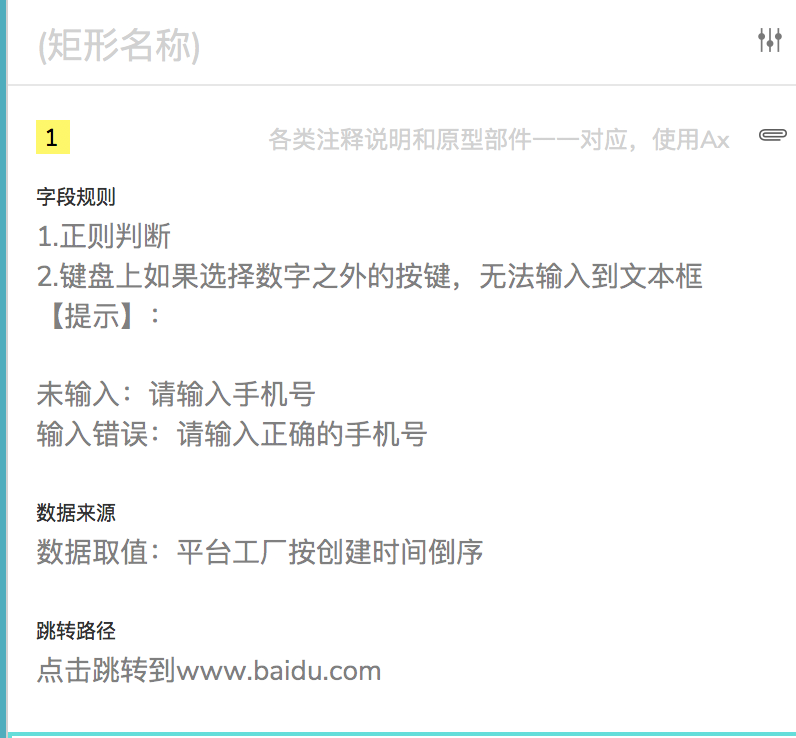 (矩形名称)
1
各类注释说明和原型部件一一对应，使用Ax
字段规则
1.正则判断
2.键盘上如果选择数字之外的按键，无法输入到文本框
【提示】：
未输入：请输入手机号
输入错误：请输入正确的手机号
数据来源
数据取值：平台工厂按创建时间倒序
跳转路径
点击跳转到www.baidu.com